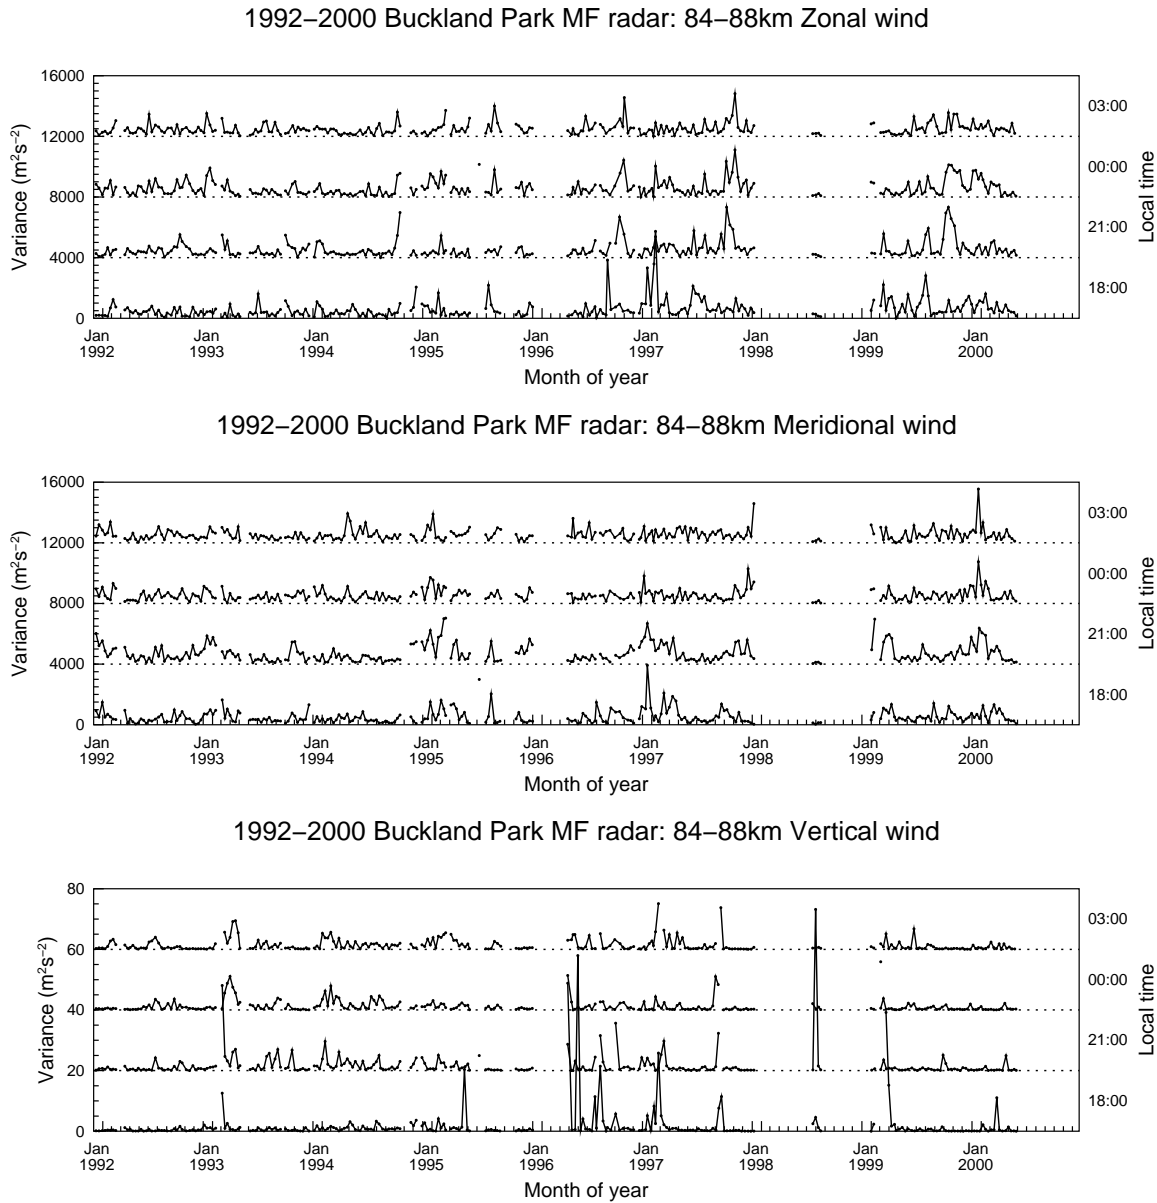 1992–2000 Buckland Park MF radar: 84–88km Zonal wind
16000
12000
8000
4000
0
Variance (m²s⁻²)
03:00
00:00
21:00
18:00
Local time
Jan Jan Jan Jan Jan Jan Jan Jan Jan
1992 1993 1994 1995 1996 1997 1998 1999 2000
Month of year
1992–2000 Buckland Park MF radar: 84–88km Meridional wind
16000
12000
8000
4000
0
Variance (m²s⁻²)
03:00
00:00
21:00
18:00
Local time
Jan Jan Jan Jan Jan Jan Jan Jan Jan
1992 1993 1994 1995 1996 1997 1998 1999 2000
Month of year
1992–2000 Buckland Park MF radar: 84–88km Vertical wind
80
60
40
20
0
Variance (m²s⁻²)
03:00
00:00
21:00
18:00
Local time
Jan Jan Jan Jan Jan Jan Jan Jan Jan
1992 1993 1994 1995 1996 1997 1998 1999 2000
Month of year